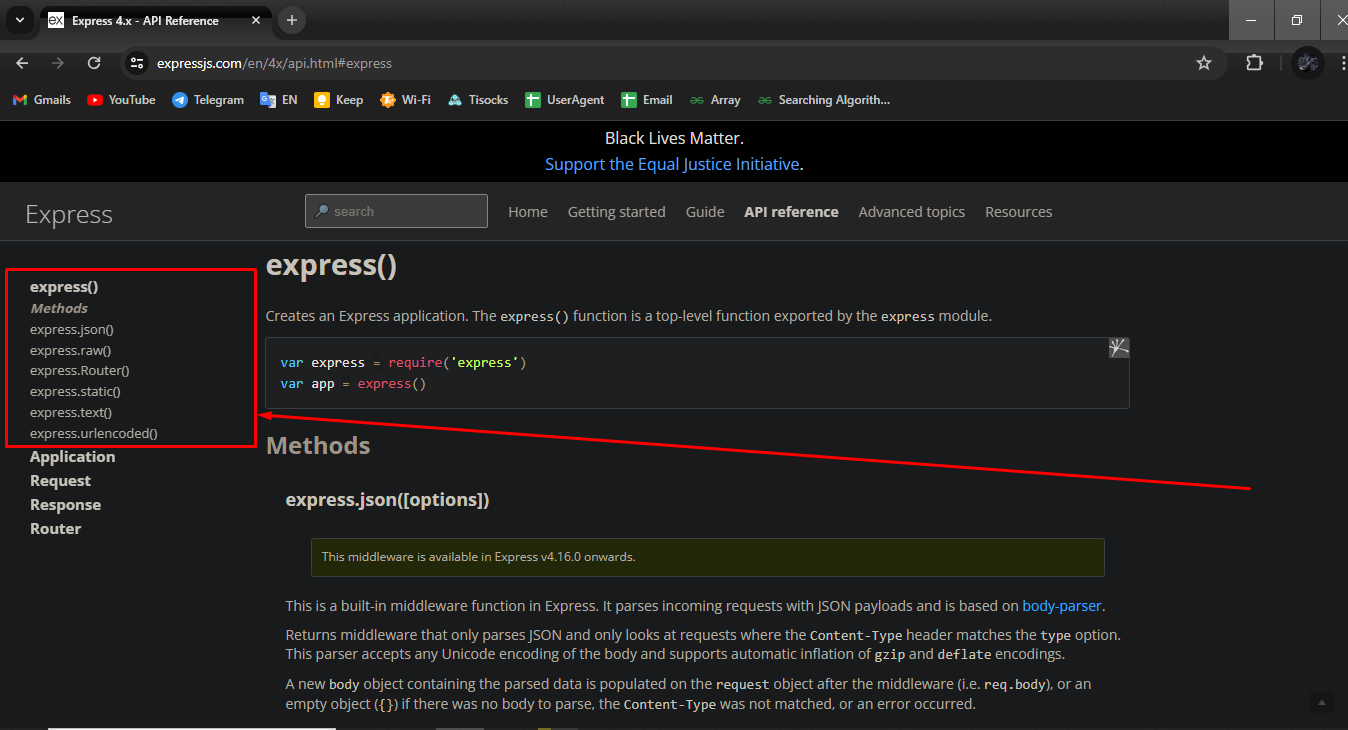 ex Express 4.x - API Reference
expressjs.com/en/4x/api.html#express
Gmails YouTube Telegram EN Keep Wi-Fi Tisocks UserAgent Email Array Searching Algorith...
Black Lives Matter.
Support the Equal Justice Initiative.
Express search Home Getting started Guide API reference Advanced topics Resources
express()
Methods
express.json()
express.raw()
express.Router()
express.static()
express.text()
express.urlencoded()
Application
Request
Response
Router
express()
Creates an Express application. The express() function is a top-level function exported by the express module.
var express = require('express')
var app = express()
Methods
express.json([options])
This middleware is available in Express v4.16.0 onwards.
This is a built-in middleware function in Express. It parses incoming requests with JSON payloads and is based on body-parser.
Returns middleware that only parses JSON and only looks at requests where the Content-Type header matches the type option.
This parser accepts any Unicode encoding of the body and supports automatic inflation of gzip and deflate encodings.
A new body object containing the parsed data is populated on the request object after the middleware (i.e. req.body), or an
empty object ({}) if there was no body to parse, the Content-Type was not matched, or an error occurred.